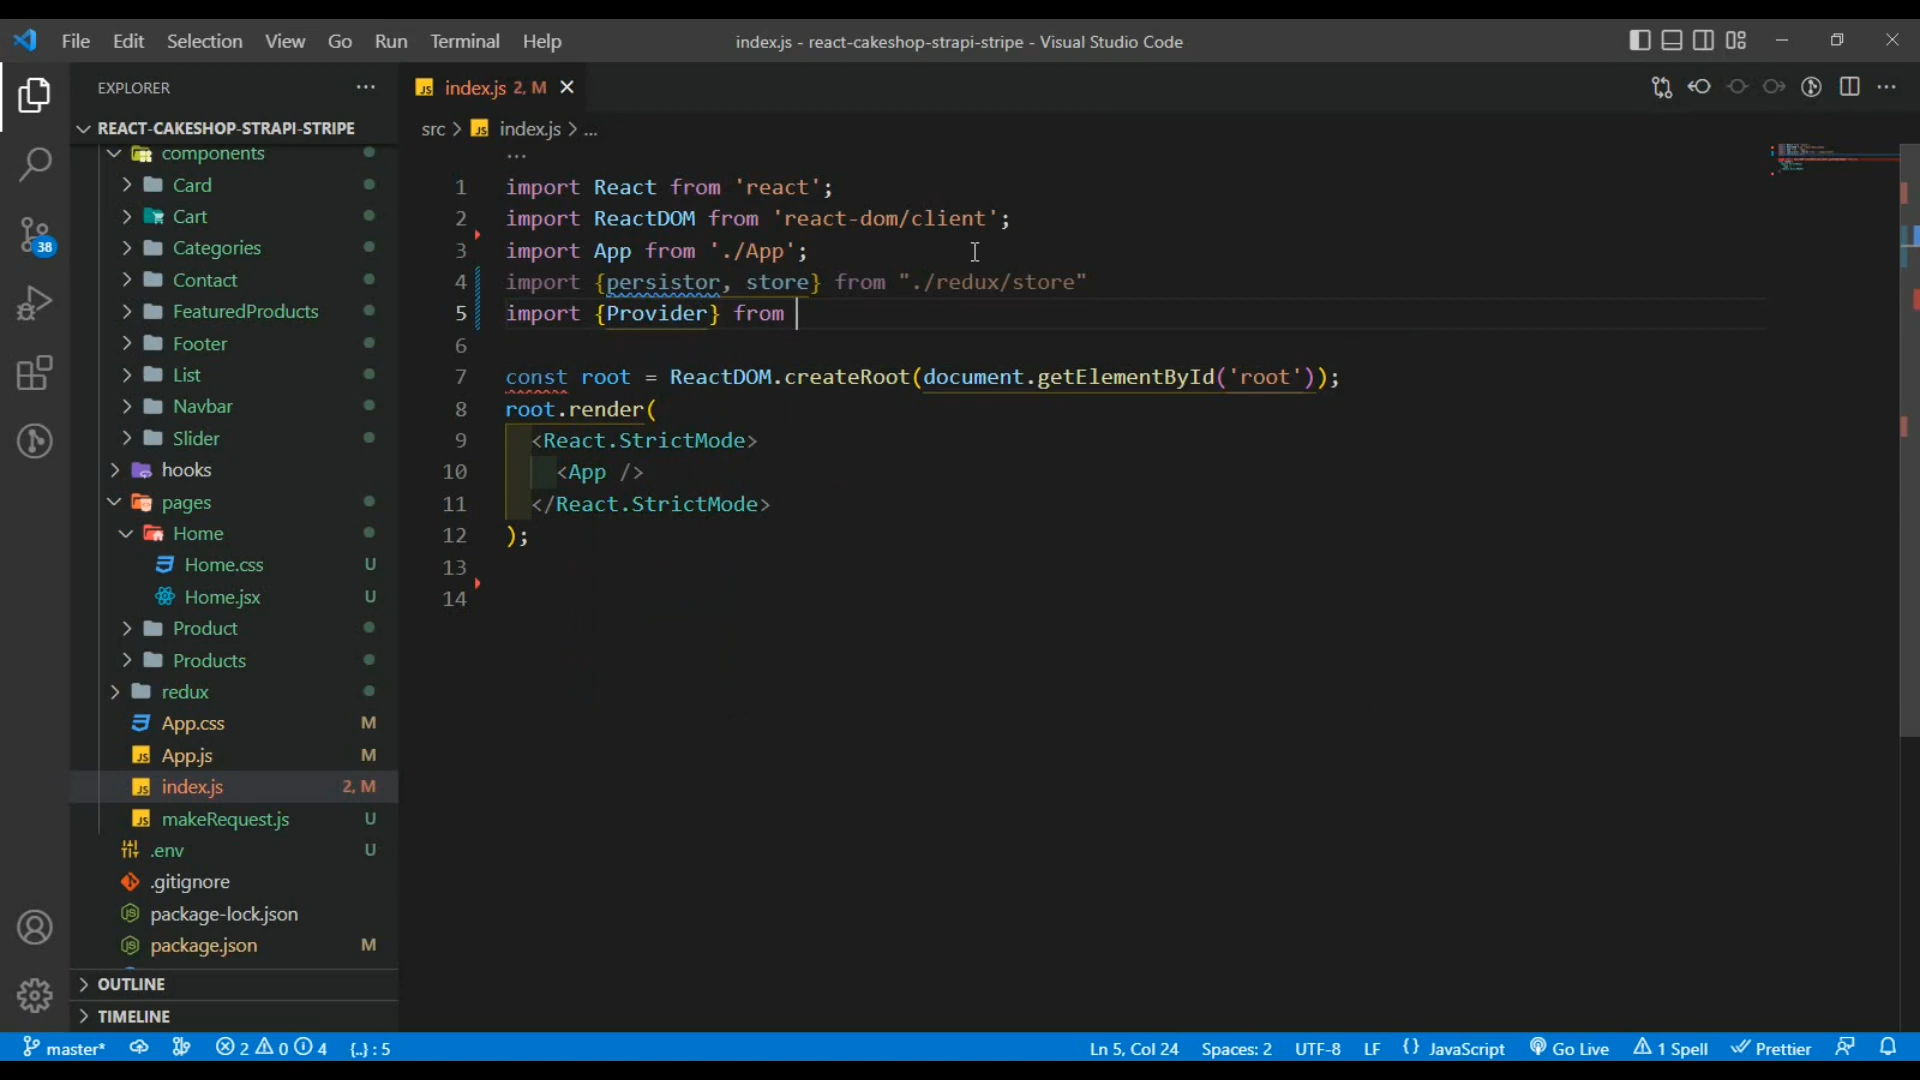 File Edit Selection View Go Run Terminal Help
index.js - react-cakeshop-strapi-stripe - Visual Studio Code
EXPLORER
REACT-CAKESHOP-STRAPI-STRIPE
components
Card
Cart
Categories
Contact
FeaturedProducts
Footer
List
Navbar
Slider
hooks
pages
Home
Home.css U
Home.jsx U
Product
Products
redux
App.css M
App.js M
index.js 2, M
makeRequest.js U
.env U
.gitignore
package-lock.json
package.json M
OUTLINE
TIMELINE
38
index.js 2, M
src > JS index.js > ...
1 import React from 'react';
2 import ReactDOM from 'react-dom/client';
3 import App from './App';
4 import {persistor, store} from "./redux/store"
5 import {Provider} from
6
7 const root = ReactDOM.createRoot(document.getElementById('root'));
8 root.render(
9 <React.StrictMode>
10 <App />
11 </React.StrictMode>
12 );
13
14
master* 2 0 4 {..} : 5 Ln 5, Col 24 Spaces: 2 UTF-8 LF {} JavaScript Go Live 1 Spell Prettier